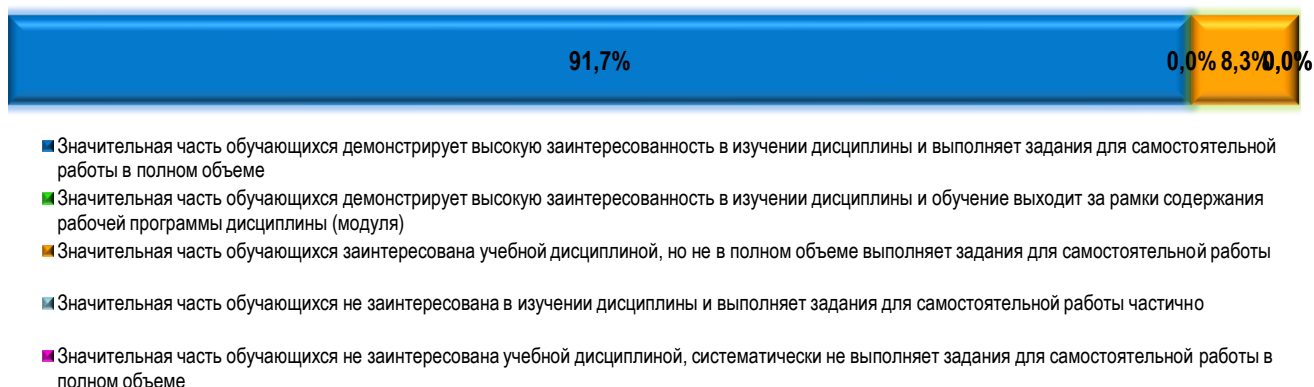 91,7%
0,0%
8,3%
0,0%
Значительная часть обучающихся демонстрирует высокую заинтересованность в изучении дисциплины и выполняет задания для самостоятельной
работы в полном объеме
Значительная часть обучающихся демонстрирует высокую заинтересованность в изучении дисциплины и обучение выходит за рамки содержания
рабочей программы дисциплины (модуля)
Значительная часть обучающихся заинтересована учебной дисциплиной, но не в полном объеме выполняет задания для самостоятельной работы
Значительная часть обучающихся не заинтересована в изучении дисциплины и выполняет задания для самостоятельной работы частично
Значительная часть обучающихся не заинтересована учебной дисциплиной, систематически не выполняет задания для самостоятельной работы в
полном объеме